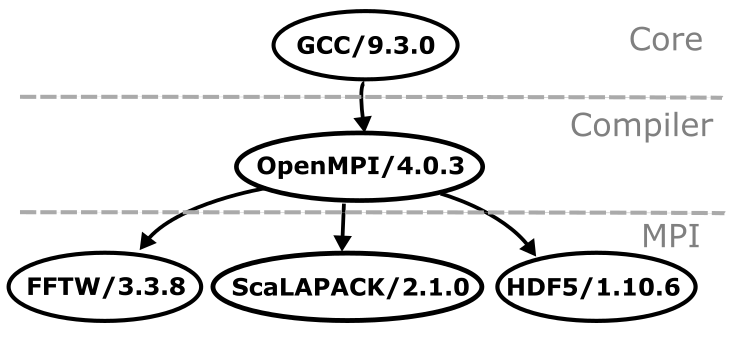 GCC/9.3.0
Core
Compiler
OpenMPI/4.0.3
MPI
FFTW/3.3.8
ScaLAPACK/2.1.0
HDF5/1.10.6